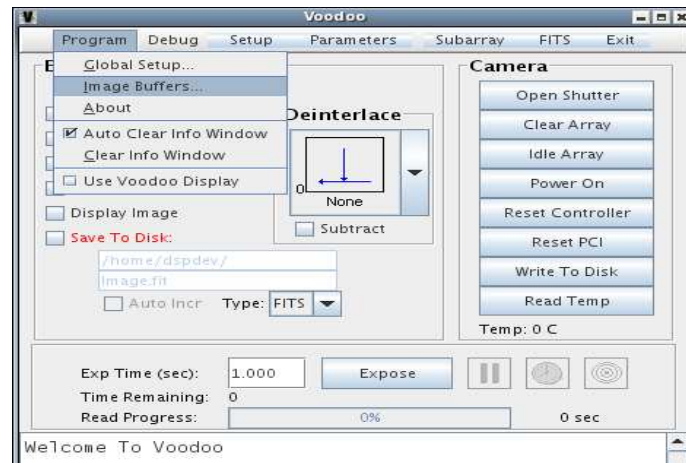 V Voodoo
Program Debug Setup Parameters Subarray FITS Exit
Global Setup...
Image Buffers...
About
Auto Clear Info Window
Clear Info Window
Use Voodoo Display
Display Image
Save To Disk:
/home/dspdev/
Image.fit
Auto Incr Type: FITS
Deinterlace
0
None
Subtract
Camera
Open Shutter
Clear Array
Idle Array
Power On
Reset Controller
Reset PCI
Write To Disk
Read Temp
Temp: 0 C
Exp Time (sec): 1.000 Expose
Time Remaining: 0
Read Progress: 0% 0 sec
Welcome To Voodoo